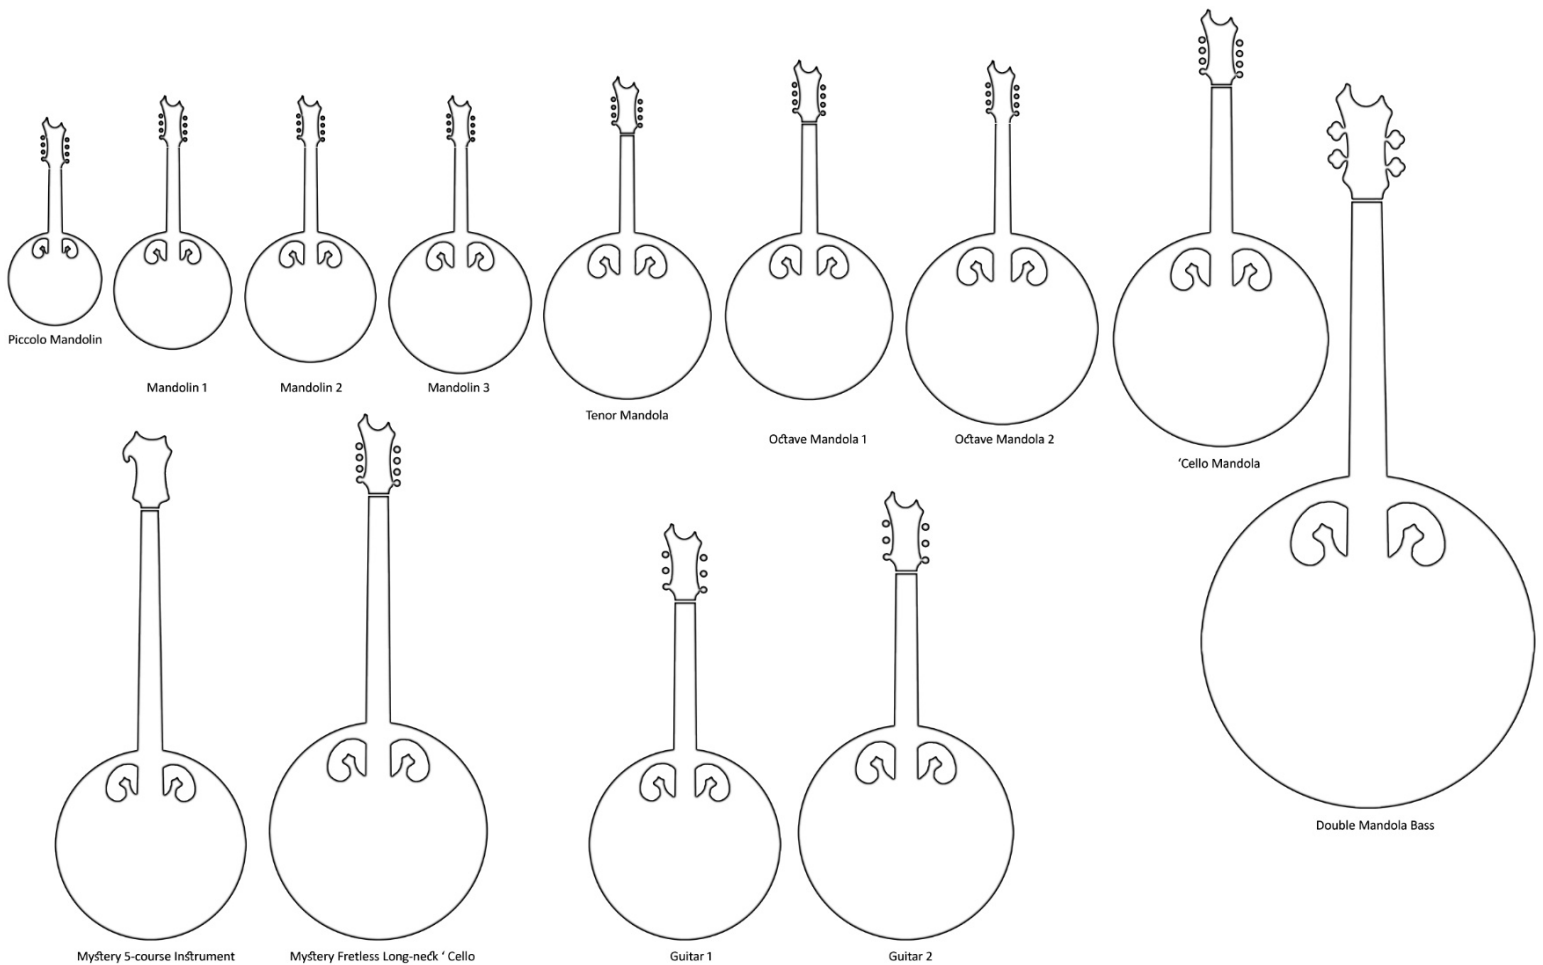 Piccolo Mandolin
Mandolin 1
Mandolin 2
Mandolin 3
Tenor Mandola
Octave Mandola 1
Octave Mandola 2
‘Cello Mandola
Double Mandola Bass
Mystery 5-course Instrument
Mystery Fretless Long-neck ‘ Cello
Guitar 1
Guitar 2